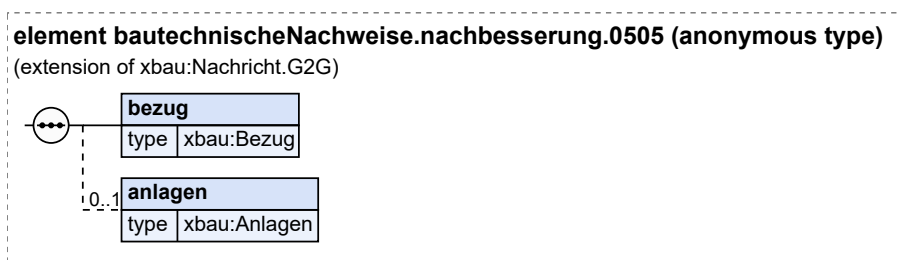 element bautechnischeNachweise.nachbesserung.0505 (anonymous type)
(extension of xbau:Nachricht.G2G)
bezug
type xbau:Bezug
0..1 anlagen
type xbau:Anlagen